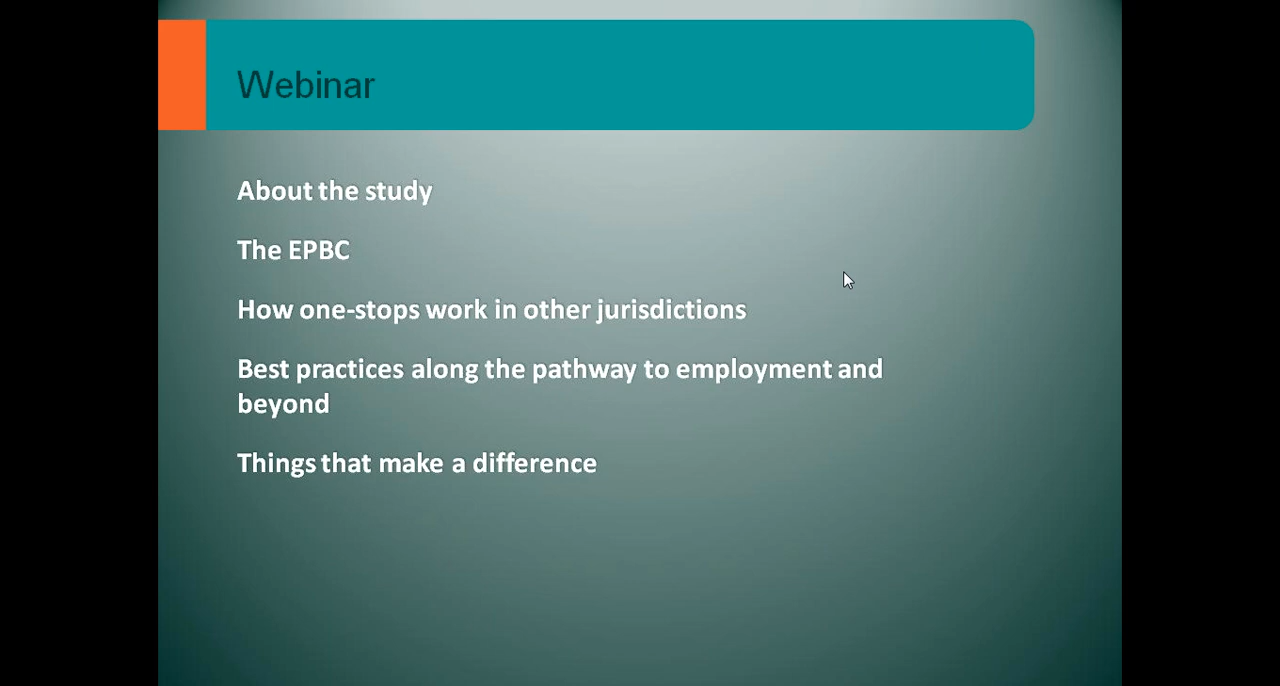 Webinar
About the study
The EPBC
How one-stops work in other jurisdictions
Best practices along the pathway to employment and
beyond
Things that make a difference